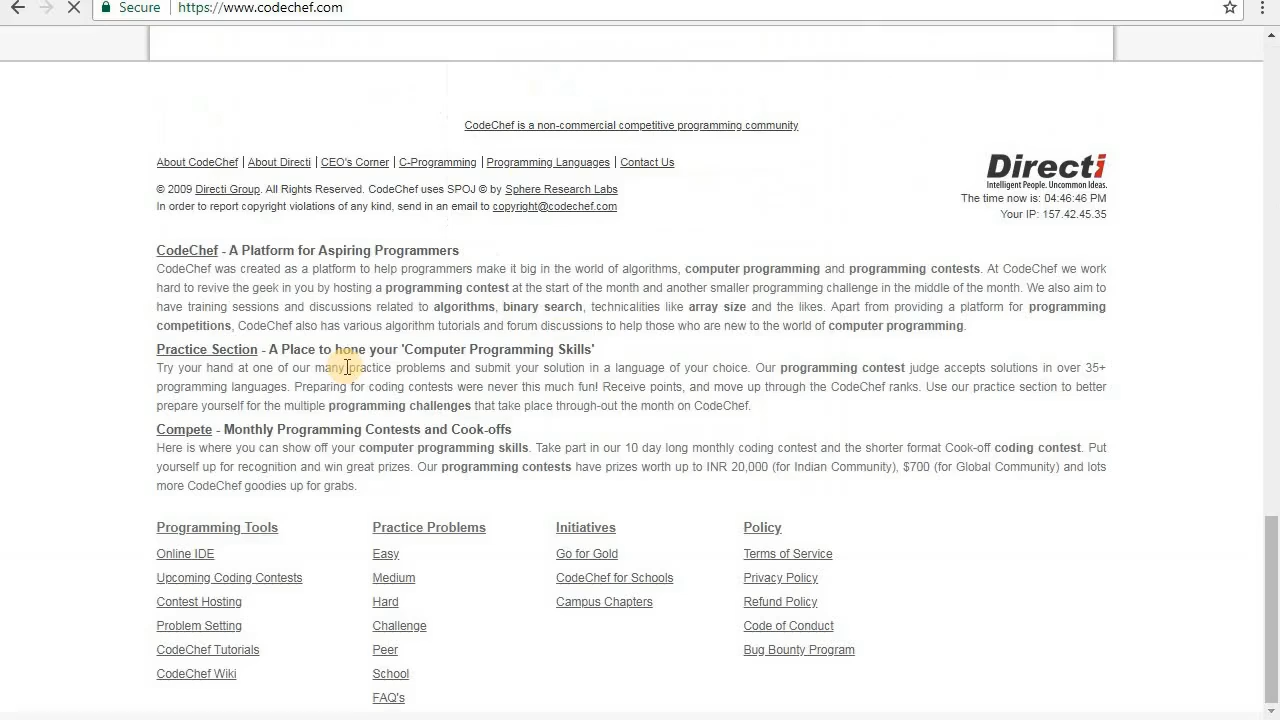 Secure | https://www.codechef.com
CodeChef is a non-commercial competitive programming community
About CodeChef | About Directi | CEO's Corner | C-Programming | Programming Languages | Contact Us
© 2009 Directi Group. All Rights Reserved. CodeChef uses SPOJ © by Sphere Research Labs
In order to report copyright violations of any kind, send in an email to copyright@codechef.com
Directi
Intelligent People. Uncommon Ideas.
The time now is: 04:46:46 PM
Your IP: 157.42.45.35
CodeChef - A Platform for Aspiring Programmers
CodeChef was created as a platform to help programmers make it big in the world of algorithms, computer programming and programming contests. At CodeChef we work
hard to revive the geek in you by hosting a programming contest at the start of the month and another smaller programming challenge in the middle of the month. We also aim to
have training sessions and discussions related to algorithms, binary search, technicalities like array size and the likes. Apart from providing a platform for programming
competitions, CodeChef also has various algorithm tutorials and forum discussions to help those who are new to the world of computer programming.
Practice Section - A Place to hone your 'Computer Programming Skills'
Try your hand at one of our many practice problems and submit your solution in a language of your choice. Our programming contest judge accepts solutions in over 35+
programming languages. Preparing for coding contests were never this much fun! Receive points, and move up through the CodeChef ranks. Use our practice section to better
prepare yourself for the multiple programming challenges that take place through-out the month on CodeChef.
Compete - Monthly Programming Contests and Cook-offs
Here is where you can show off your computer programming skills. Take part in our 10 day long monthly coding contest and the shorter format Cook-off coding contest. Put
yourself up for recognition and win great prizes. Our programming contests have prizes worth up to INR 20,000 (for Indian Community), $700 (for Global Community) and lots
more CodeChef goodies up for grabs.
Programming Tools
Online IDE
Upcoming Coding Contests
Contest Hosting
Problem Setting
CodeChef Tutorials
CodeChef Wiki
Practice Problems
Easy
Medium
Hard
Challenge
Peer
School
FAQ's
Initiatives
Go for Gold
CodeChef for Schools
Campus Chapters
Policy
Terms of Service
Privacy Policy
Refund Policy
Code of Conduct
Bug Bounty Program